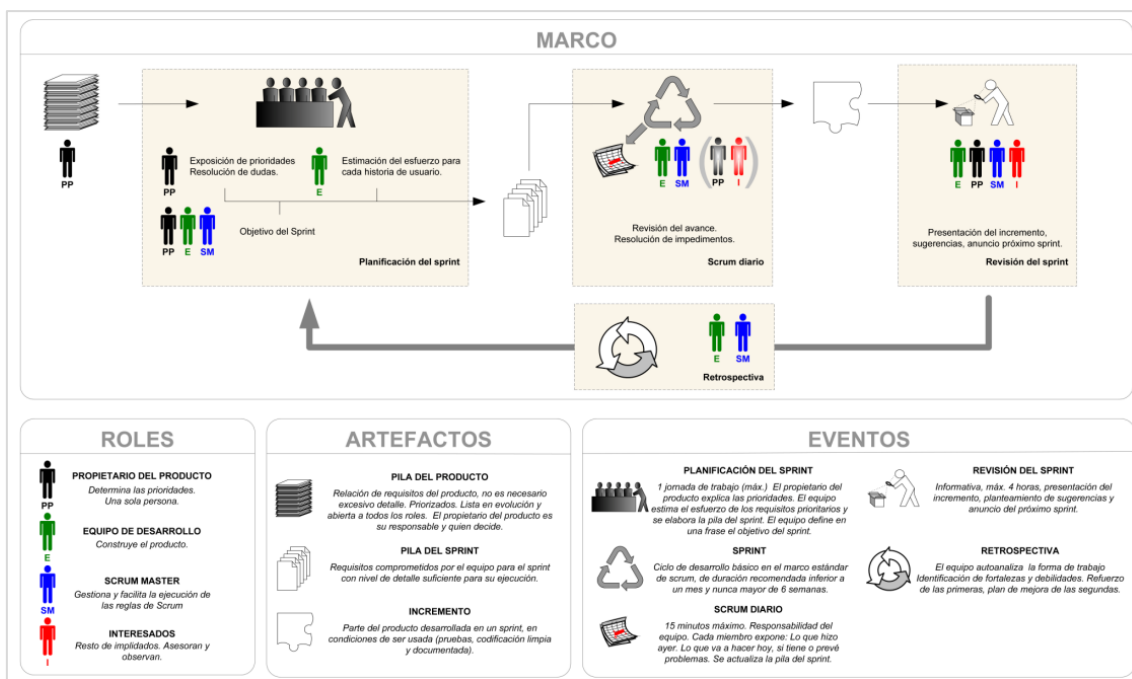 MARCO
PP
PP
Exposición de prioridades
Resolución de dudas.
E
Estimación del esfuerzo para
cada historia de usuario.
PP E SM
Objetivo del Sprint
Planificación del sprint
E SM PP I
Revisión del avance.
Resolución de impedimentos.
Scrum diario
E PP SM I
Presentación del incremento,
sugerencias, anuncio próximo sprint.
Revisión del sprint
E SM
Retrospectiva
ROLES
PP
PROPIETARIO DEL PRODUCTO
Determina las prioridades.
Una sola persona.
E
EQUIPO DE DESARROLLO
Construye el producto.
SM
SCRUM MASTER
Gestiona y facilita la ejecución de
las reglas de Scrum
I
INTERESADOS
Resto de implidados. Asesoran y
observan.
ARTEFACTOS
PILA DEL PRODUCTO
Relación de requisitos del producto, no es necesario
excesivo detalle. Priorizados. Lista en evolución y
abierta a todos los roles. El propietario del producto es
su responsable y quien decide.
PILA DEL SPRINT
Requisitos comprometidos por el equipo para el sprint
con nivel de detalle suficiente para su ejecución.
INCREMENTO
Parte del producto desarrollada en un sprint, en
condiciones de ser usada (pruebas, codificación limpia
y documentada).
EVENTOS
PLANIFICACIÓN DEL SPRINT
1 jornada de trabajo (máx.) El propietario del
producto explica las prioridades. El equipo
estima el esfuerzo de los requisitos prioritarios y
se elabora la pila del sprint. El equipo define en
una frase el objetivo del sprint.
SPRINT
Ciclo de desarrollo básico en el marco estándar
de scrum, de duración recomendada inferior a
un mes y nunca mayor de 6 semanas.
SCRUM DIARIO
15 minutos máximo. Responsabilidad del
equipo. Cada miembro expone: Lo que hizo
ayer. Lo que va a hacer hoy, si tiene o prevé
problemas. Se actualiza la pila del sprint.
REVISIÓN DEL SPRINT
Informativa, máx. 4 horas, presentación del
incremento, planteamiento de sugerencias y
anuncio del próximo sprint.
RETROSPECTIVA
El equipo autoanaliza la forma de trabajo
Identificación de fortalezas y debilidades. Refuerzo
de las primeras, plan de mejora de las segundas.